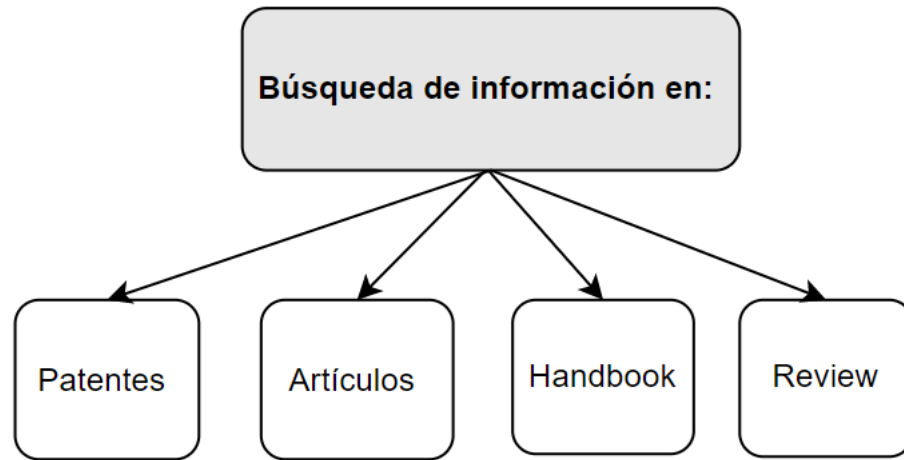 Búsqueda de información en:
Patentes
Artículos
Handbook
Review